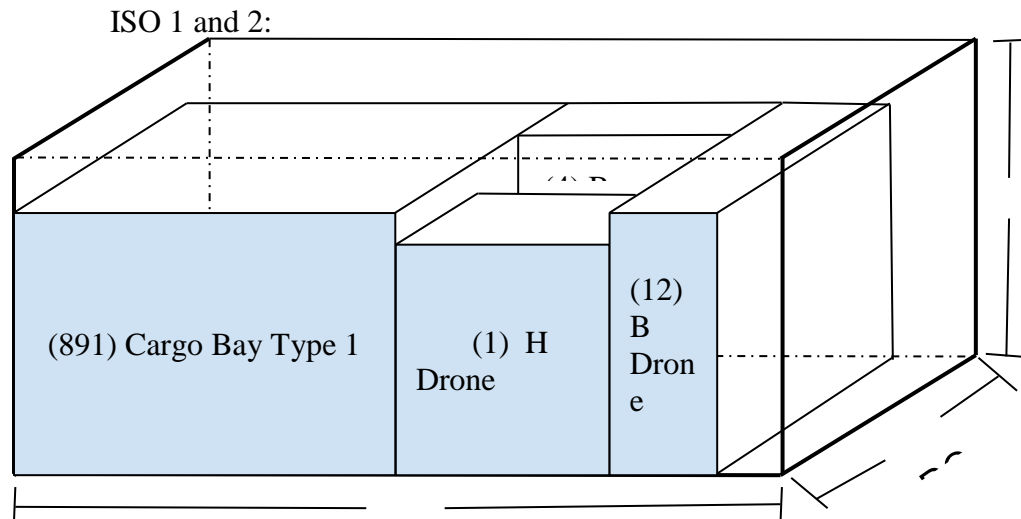 ISO 1 and 2:
(891) Cargo Bay Type 1
(1) H
Drone
(12)
B
Dron
e